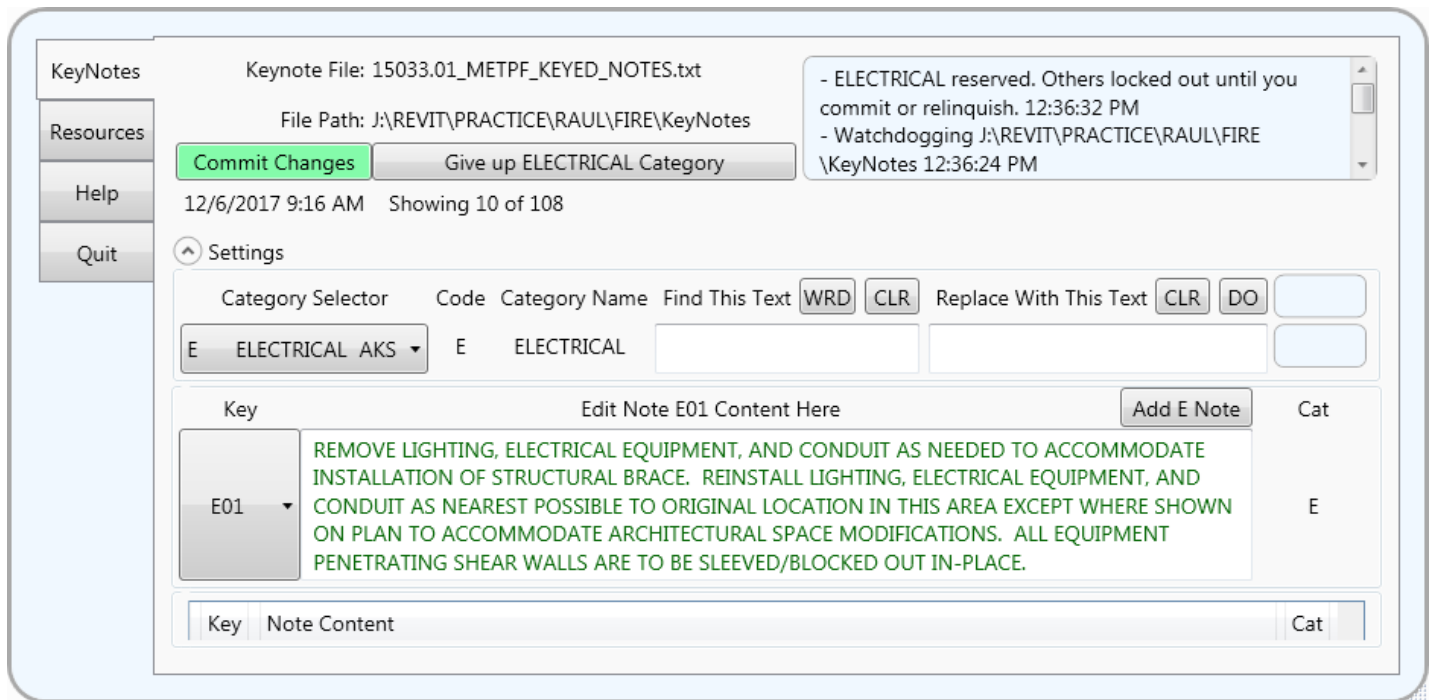 KeyNotes
Resources
Help
Quit
Keynote File: 15033.01_METPF_KEYED_NOTES.txt
File Path: J:\REVIT\PRACTICE\RAUL\FIRE\KeyNotes
Commit Changes
Give up ELECTRICAL Category
12/6/2017 9:16 AM Showing 10 of 108
- ELECTRICAL reserved. Others locked out until you
commit or relinquish. 12:36:32 PM
- Watchdogging J:\REVIT\PRACTICE\RAUL\FIRE
\KeyNotes 12:36:24 PM
Settings
Category Selector Code Category Name Find This Text WRD CLR Replace With This Text CLR DO
E ELECTRICAL AKS E ELECTRICAL
Key Edit Note E01 Content Here Add E Note Cat
E01
REMOVE LIGHTING, ELECTRICAL EQUIPMENT, AND CONDUIT AS NEEDED TO ACCOMMODATE
INSTALLATION OF STRUCTURAL BRACE. REINSTALL LIGHTING, ELECTRICAL EQUIPMENT, AND
CONDUIT AS NEAREST POSSIBLE TO ORIGINAL LOCATION IN THIS AREA EXCEPT WHERE SHOWN
ON PLAN TO ACCOMMODATE ARCHITECTURAL SPACE MODIFICATIONS. ALL EQUIPMENT
PENETRATING SHEAR WALLS ARE TO BE SLEEVED/BLOCKED OUT IN-PLACE.
E
Key Note Content Cat